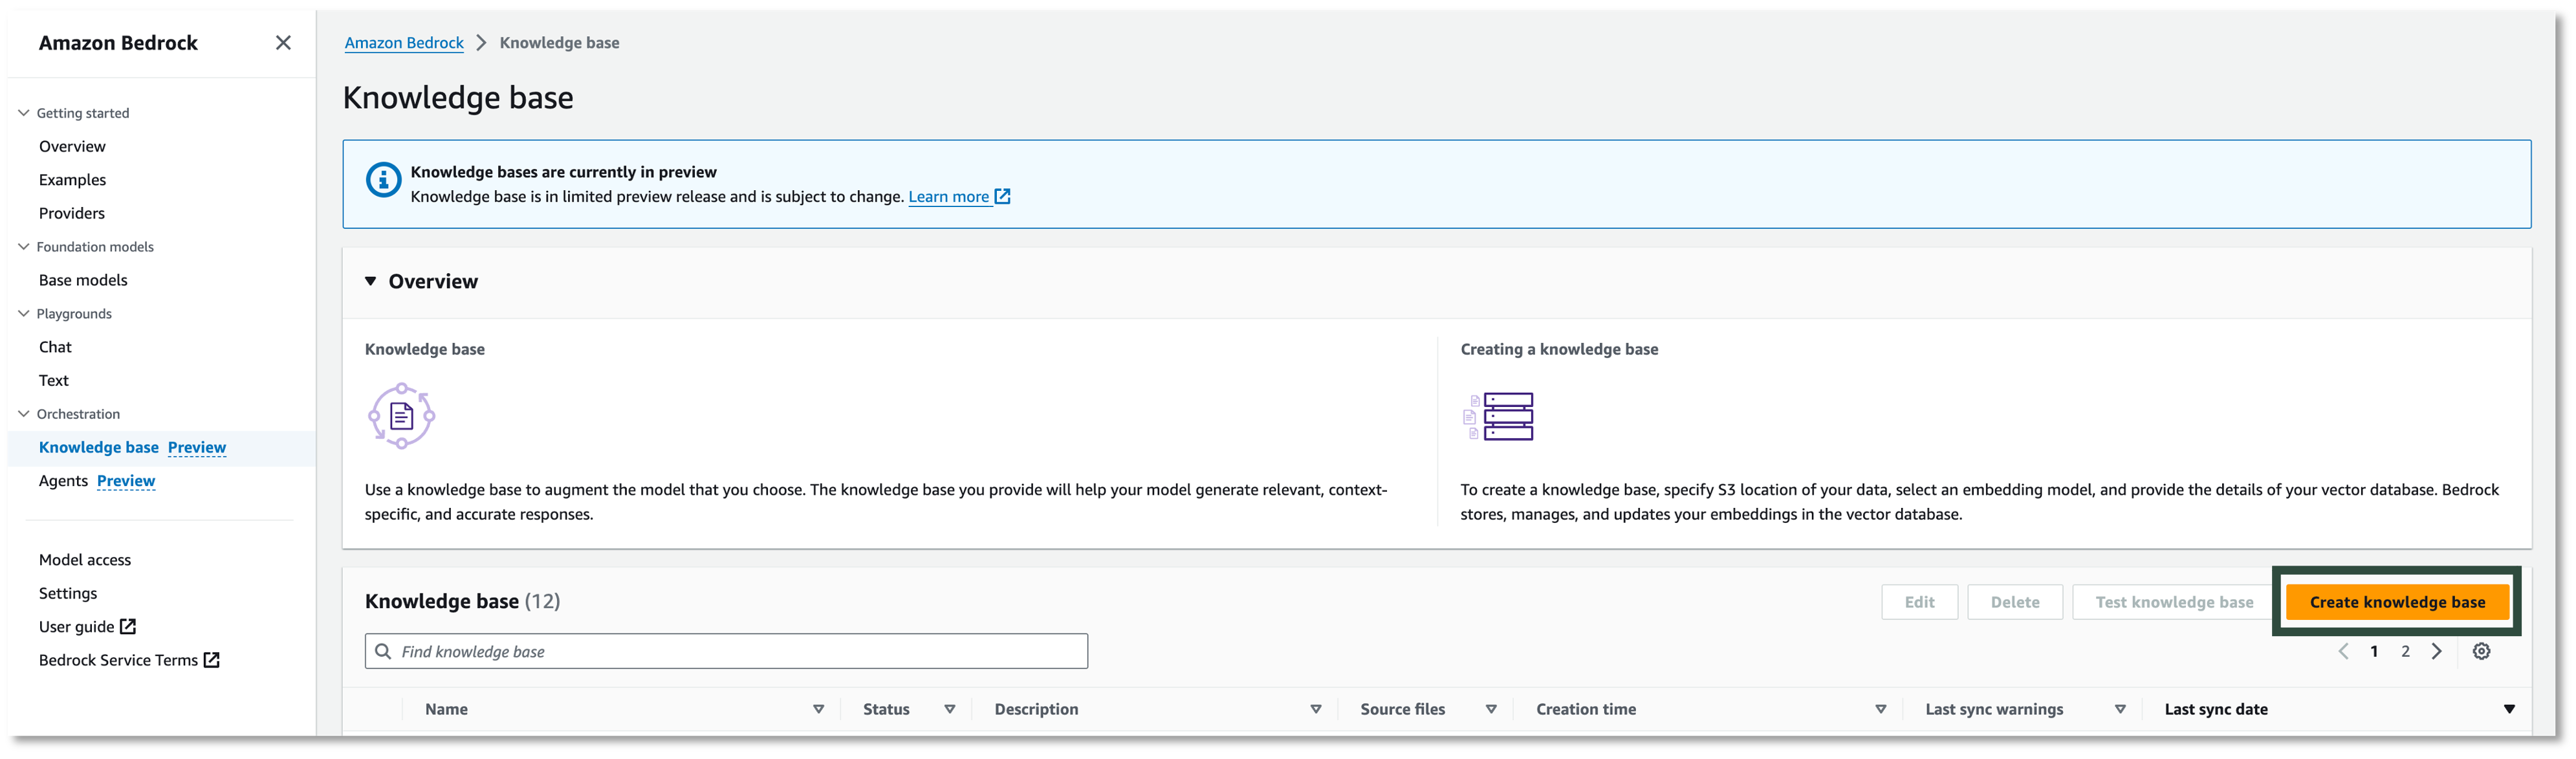 Amazon Bedrock
Getting started
Overview
Examples
Providers
Foundation models
Base models
Playgrounds
Chat
Text
Orchestration
Knowledge base Preview
Agents Preview
Model access
Settings
User guide
Bedrock Service Terms
Amazon Bedrock > Knowledge base
Knowledge base
Knowledge bases are currently in preview
Knowledge base is in limited preview release and is subject to change. Learn more
Overview
Knowledge base
Use a knowledge base to augment the model that you choose. The knowledge base you provide will help your model generate relevant, context-
specific, and accurate responses.
Creating a knowledge base
To create a knowledge base, specify S3 location of your data, select an embedding model, and provide the details of your vector database. Bedrock
stores, manages, and updates your embeddings in the vector database.
Knowledge base (12)
Edit Delete Test knowledge base Create knowledge base
Find knowledge base
1 2
Name Status Description Source files Creation time Last sync warnings Last sync date